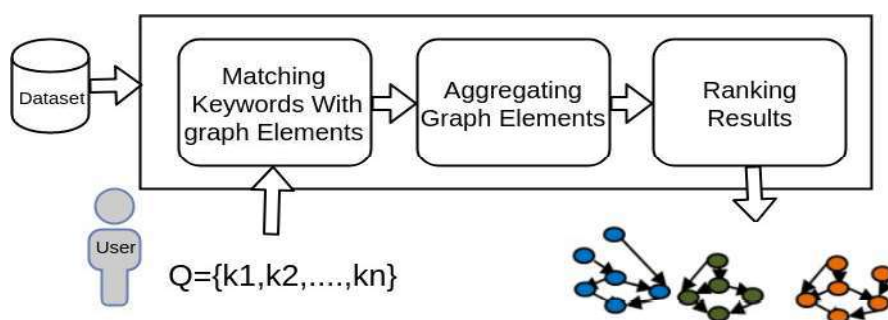 Dataset
Matching
Keywords With
graph Elements
Aggregating
Graph Elements
Ranking
Results
User
Q={k1,k2,....,kn}